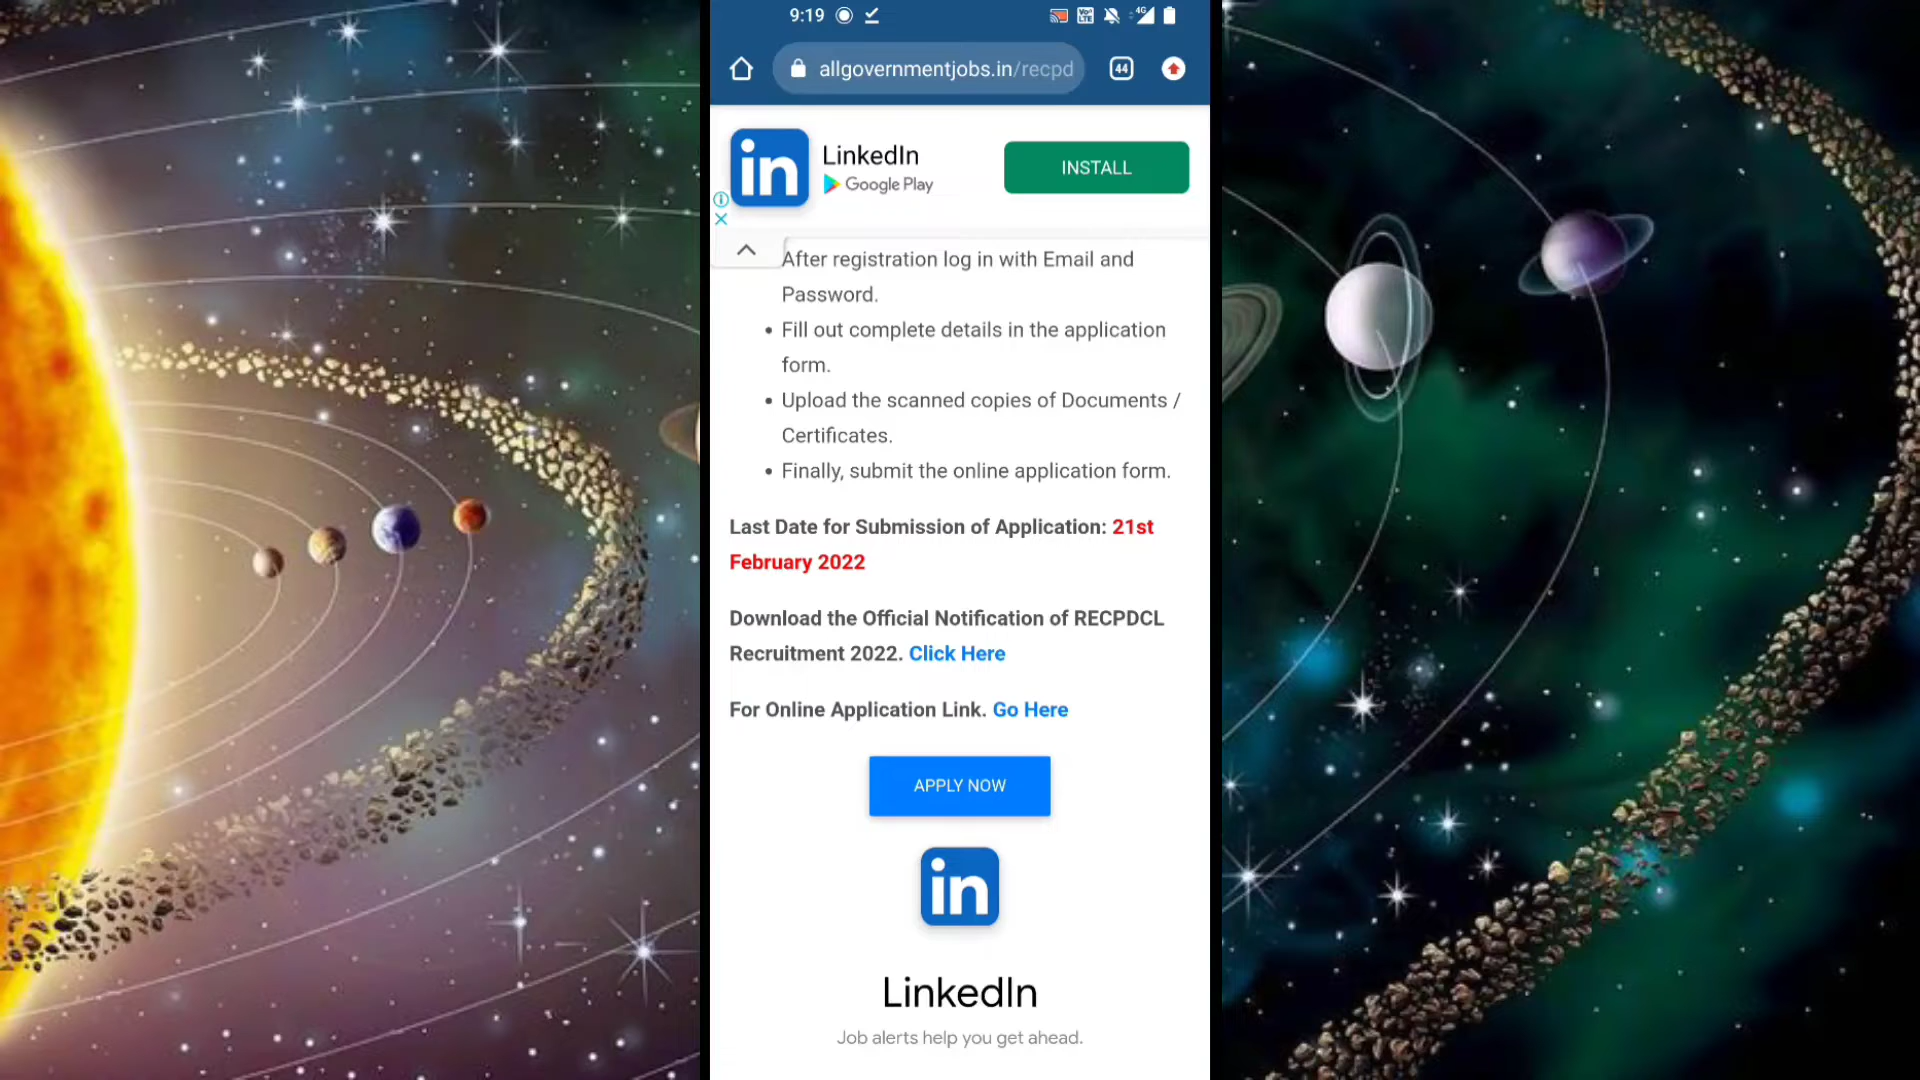 9:19
4G
allgovernmentjobs.in/recpd
44
in
LinkedIn
INSTALL
Google Play
After registration log in with Email and
Password.
• Fill out complete details in the application
form.
• Upload the scanned copies of Documents /
Certificates.
• Finally, submit the online application form.
Last Date for Submission of Application: 21st
February 2022
Download the Official Notification of RECPDCL
Recruitment 2022. Click Here
For Online Application Link. Go Here
APPLY NOW
in
LinkedIn
Job alerts help you get ahead.